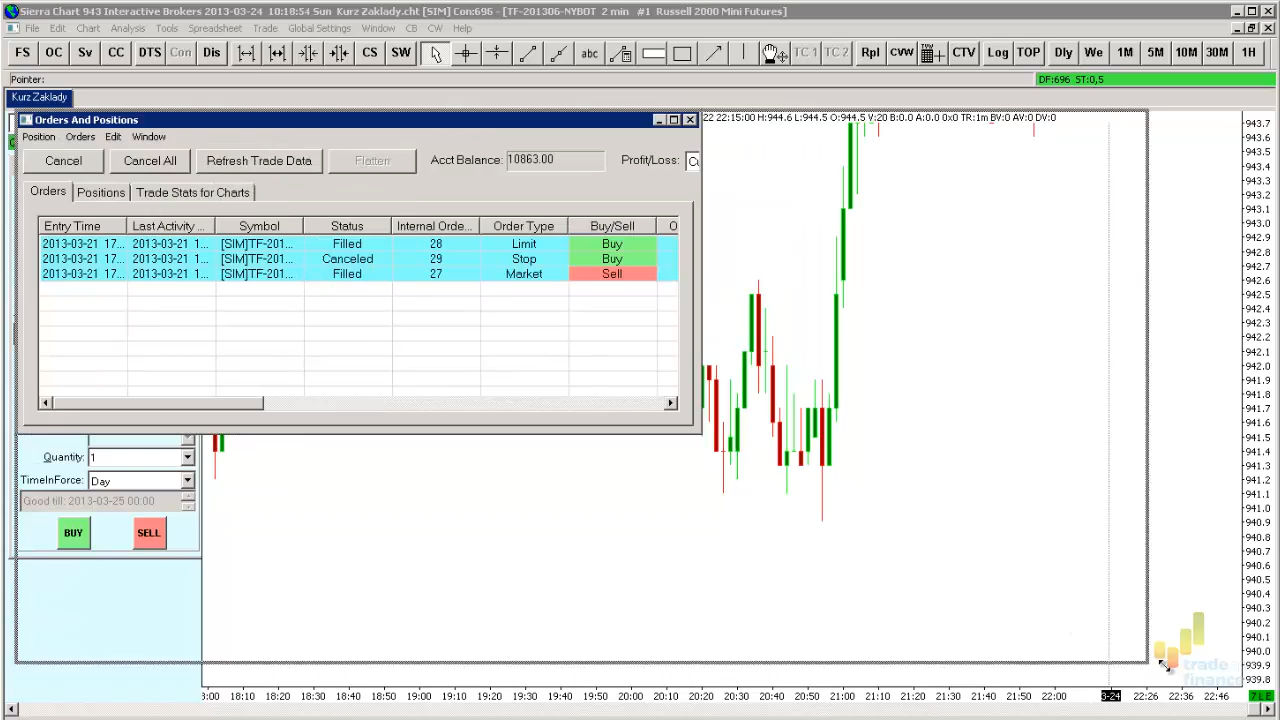 Sierra Chart 943 Interactive Brokers 2013-03-24 10:18:54 Sun Kurz Zaklady.cht [SIM] Con:696 - [TF-201306-NYBOT 2 min #1 Russell 2000 Mini Futures]
File Edit Chart Analysis Tools Spreadsheet Trade Global Settings Window CB CW Help
FS OC Sv CC DTS Con Dis CS SW abc TC 1 TC 2 Rpl CVW CTV Log TOP Dly We 1M 5M 10M 30M 1H
Pointer: DF:696 ST:0,5
Kurz Zaklady
Orders And Positions
22 22:15:00 H:944.6 L:944.5 O:944.5 V:20 B:0.0 A:0.0 0x0 TR:1m BV:0 AV:0 DV:0
Position Orders Edit Window
Cancel Cancel All Refresh Trade Data Flatten Acct Balance: 10863.00 Profit/Loss:
Orders Positions Trade Stats for Charts
Entry Time Last Activity ... Symbol Status Internal Orde... Order Type Buy/Sell O
2013-03-21 17... 2013-03-21 1... [SIM]TF-201... Filled 28 Limit Buy
2013-03-21 17... 2013-03-21 1... [SIM]TF-201... Canceled 29 Stop Buy
2013-03-21 17... 2013-03-21 1... [SIM]TF-201... Filled 27 Market Sell
Quantity: 1
TimeInForce: Day
Good till: 2013-03-25 00:00
BUY SELL
943.7
943.5
943.4
943.2
943.1
943.0
942.8
942.7
942.5
942.4
942.3
942.1
942.0
941.8
941.7
941.6
941.4
941.3
941.1
941.0
940.8
940.7
940.6
940.4
940.3
940.2
940.1
940.0
939.9
939.8
trade
finance
3:00 18:10 18:20 18:30 18:40 18:50 19:00 19:10 19:20 19:30 19:40 19:50 20:00 20:10 20:20 20:30 20:40 20:50 21:00 21:10 21:20 21:30 21:40 21:50 22:00 3-24 22:26 22:36 22:46
7 L E